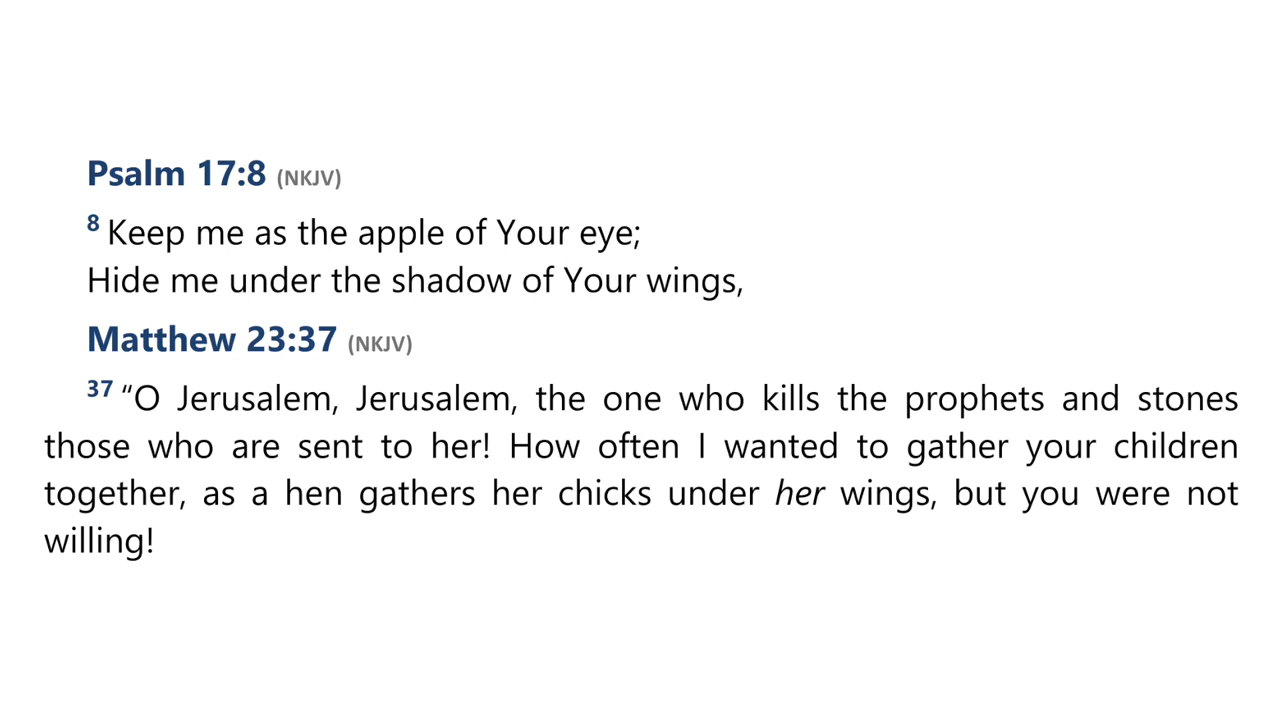 Psalm 17:8 (NKJV)
8 Keep me as the apple of Your eye;
Hide me under the shadow of Your wings,
Matthew 23:37 (NKJV)
37 “O Jerusalem, Jerusalem, the one who kills the prophets and stones
those who are sent to her! How often I wanted to gather your children
together, as a hen gathers her chicks under her wings, but you were not
willing!